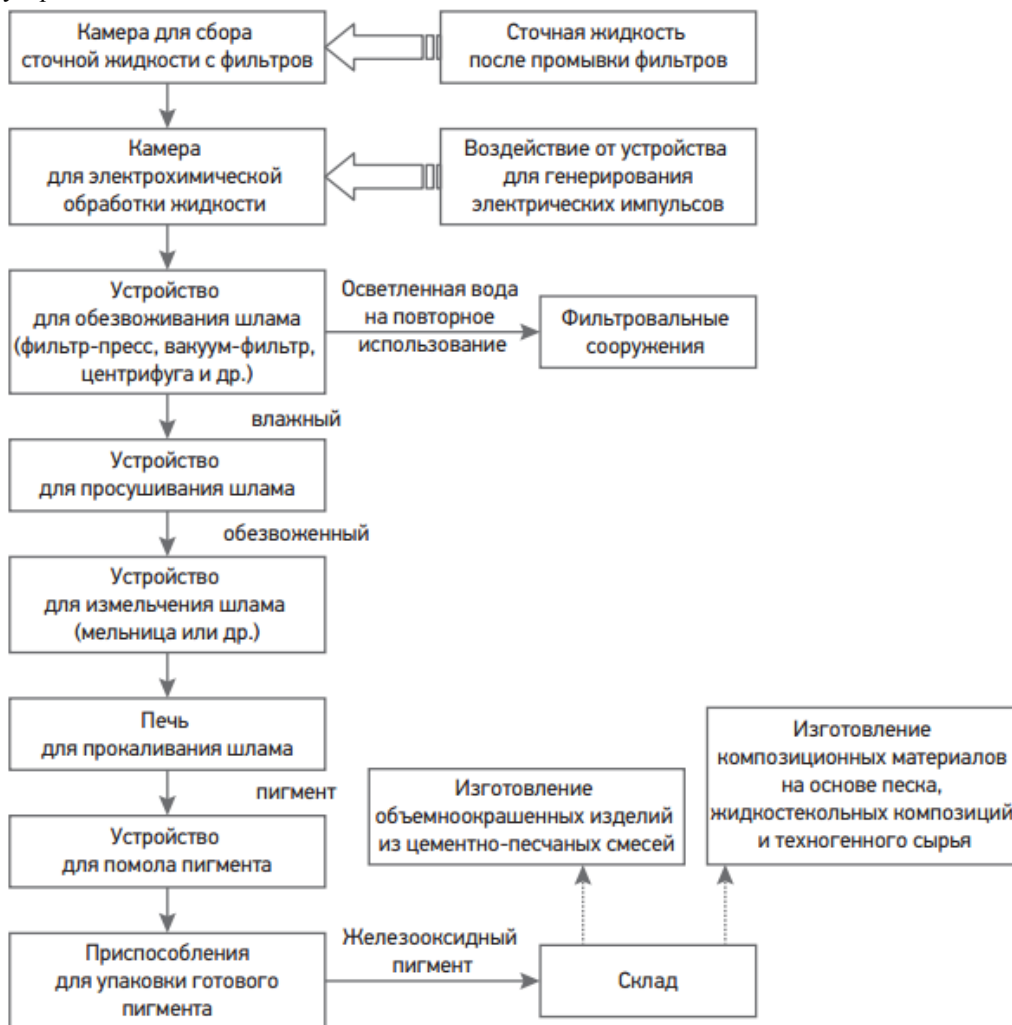 Камера для сбора
сточной жидкости с фильтров
Сточная жидкость
после промывки фильтров
Камера
для электрохимической
обработки жидкости
Воздействие от устройства
для генерирования
электрических импульсов
Устройство
для обезвоживания шлама
(фильтр-пресс, вакуум-фильтр,
центрифуга и др.)
Осветленная вода
на повторное
использование
Фильтровальные
сооружения
влажный
Устройство
для просушивания шлама
обезвоженный
Устройство
для измельчения шлама
(мельница или др.)
Печь
для прокаливания шлама
пигмент
Изготовление
объемноокрашенных изделий
из цементно-песчаных смесей
Изготовление
композиционных материалов
на основе песка,
жидкостекольных композиций
и техногенного сырья
Устройство
для помола пигмента
Приспособления
для упаковки готового
пигмента
Железооксидный
пигмент
Склад